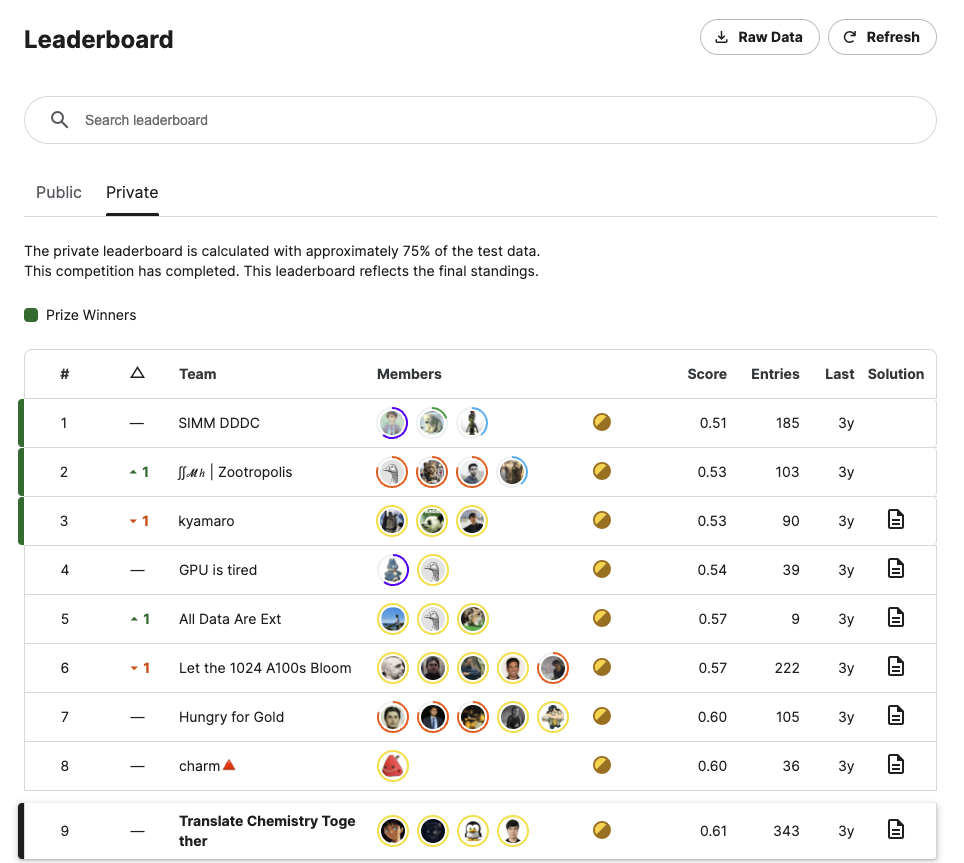 Leaderboard
Raw Data
Refresh
Search leaderboard
Public Private
The private leaderboard is calculated with approximately 75% of the test data.
This competition has completed. This leaderboard reflects the final standings.
Prize Winners
# △ Team Members Score Entries Last Solution
1 — SIMM DDDC 0.51 185 3y
2 ▲ 1 ∬ℳℎ | Zootropolis 0.53 103 3y
3 ▼ 1 kyamaro 0.53 90 3y
4 — GPU is tired 0.54 39 3y
5 ▲ 1 All Data Are Ext 0.57 9 3y
6 ▼ 1 Let the 1024 A100s Bloom 0.57 222 3y
7 — Hungry for Gold 0.60 105 3y
8 — charm🔺 0.60 36 3y
9 — Translate Chemistry Toge 0.61 343 3y
ther